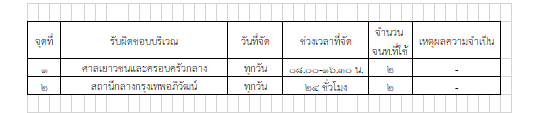 จุดที่ รับผิดชอบบริเวณ วันที่จัด ช่วงเวลาที่จัด จำนวน จนท.ที่ใช้ เหตุผลความจำเป็น
๑ ศาลเยาวชนและครอบครัวกลาง ทุกวัน ๐๘.๐๐-๑๖.๓๐ น. ๒ -
๒ สถานีกลางกรุงเทพอภิวัฒน์ ทุกวัน ๒๔ ชั่วโมง ๒ -